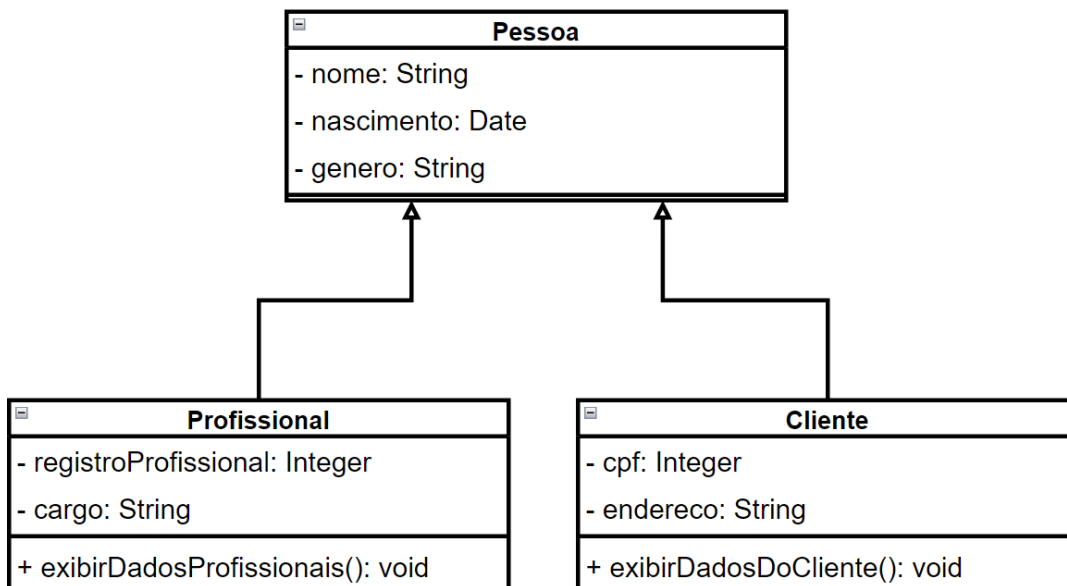 Pessoa
- nome: String
- nascimento: Date
- genero: String
Profissional
- registroProfissional: Integer
- cargo: String
+ exibirDadosProfissionais(): void
Cliente
- cpf: Integer
- endereco: String
+ exibirDadosDoCliente(): void